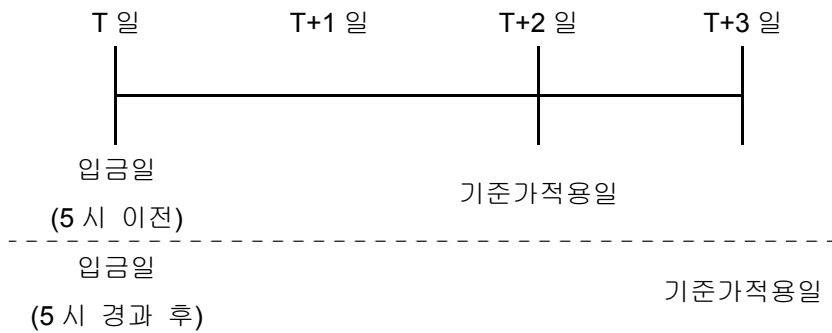 T 일 T+1 일 T+2 일 T+3 일
입금일
(5 시 이전)
기준가적용일
입금일
(5 시 경과 후)
기준가적용일